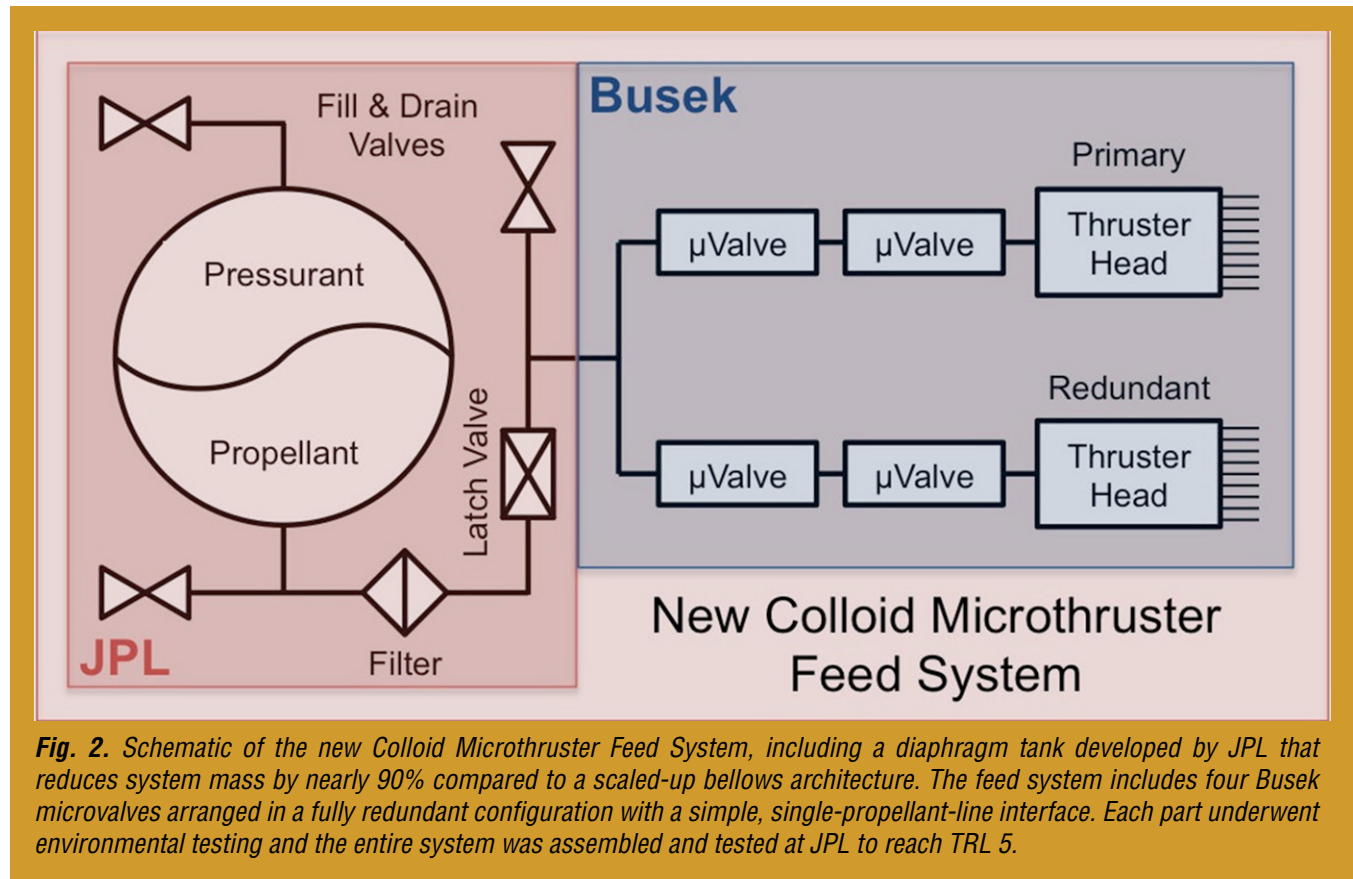 Fill & Drain
Valves
Busek
Primary
Pressurant
µValve
µValve
Thruster
Head
Propellant
Latch Valve
Redundant
µValve
µValve
Thruster
Head
JPL
Filter
New Colloid Microthruster
Feed System
Fig. 2. Schematic of the new Colloid Microthruster Feed System, including a diaphragm tank developed by JPL that
reduces system mass by nearly 90% compared to a scaled-up bellows architecture. The feed system includes four Busek
microvalves arranged in a fully redundant configuration with a simple, single-propellant-line interface. Each part underwent
environmental testing and the entire system was assembled and tested at JPL to reach TRL 5.